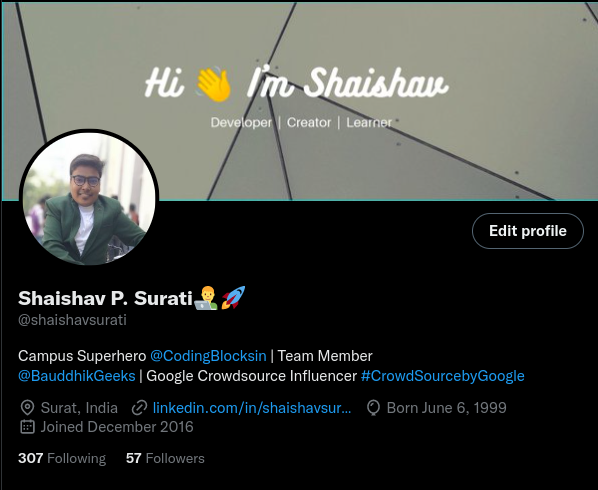 Hi 👋 I'm Shaishav
Developer | Creator | Learner
Edit profile
Shaishav P. Surati👨‍💻🚀
@shaishavsurati
Campus Superhero @CodingBlocksin | Team Member
@BauddhikGeeks | Google Crowdsource Influencer #CrowdSourcebyGoogle
Surat, India linkedin.com/in/shaishavsur... Born June 6, 1999
Joined December 2016
307 Following 57 Followers